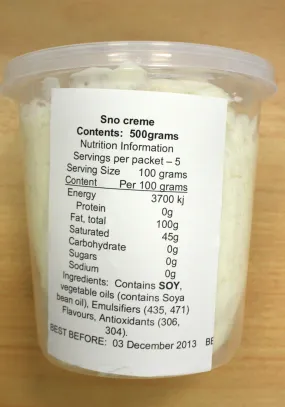 Sno creme
Contents: 500grams
Nutrition Information
Servings per packet – 5
Serving Size 100 grams
Content Per 100 grams
Energy 3700 kj
Protein 0g
Fat, total 100g
Saturated 45g
Carbohydrate 0g
Sugars 0g
Sodium 0g
Ingredients: Contains SOY,
vegetable oils (contains Soya
bean oil), Emulsifiers (435, 471)
Flavours, Antioxidants (306,
304).
BEST BEFORE: 03 December 2013 BE